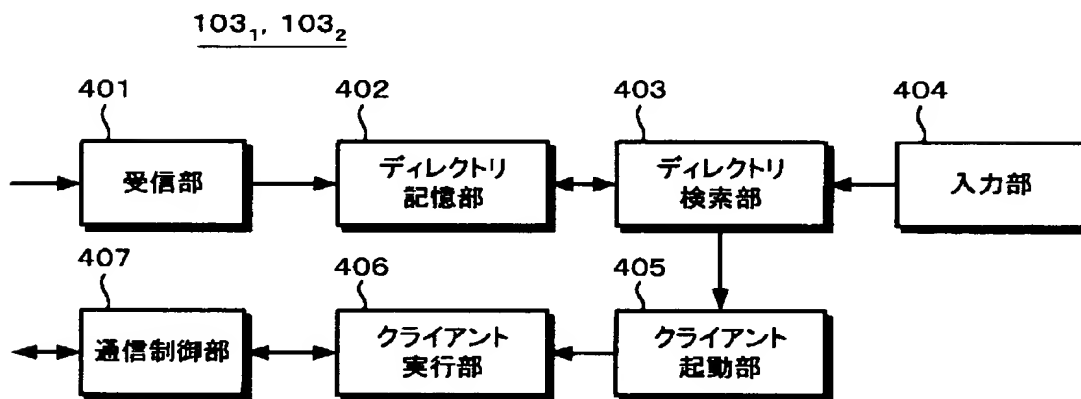 103₁, 103₂
401
402
403
404
受信部
ディレクトリ
記憶部
ディレクトリ
検索部
入力部
407
406
405
通信制御部
クライアント
実行部
クライアント
起動部